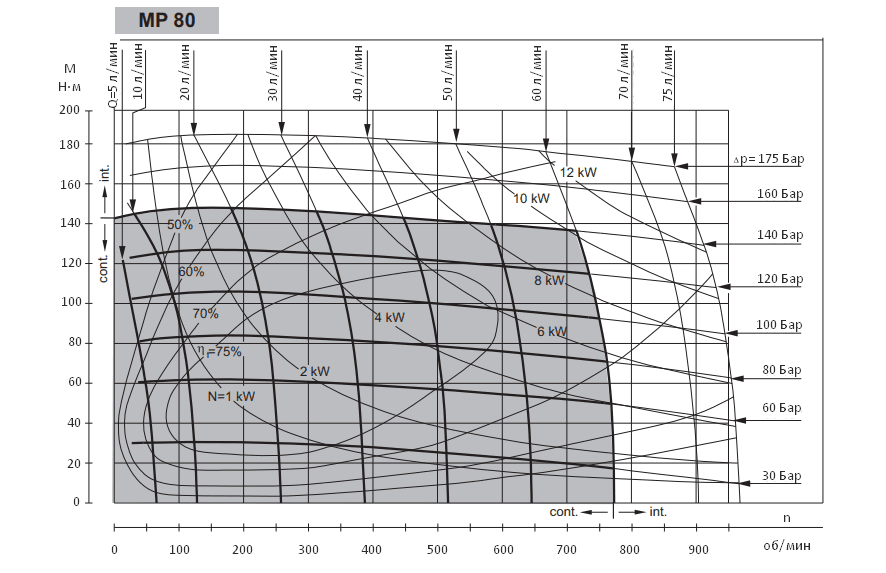 MP 80
Q=5 л/мин
10 л/мин
20 л/мин
30 л/мин
40 л/мин
50 л/мин
60 л/мин
70 л/мин
75 л/мин
M
Н·м
200
180
160
140
120
100
80
60
40
20
0
int.
cont.
Δp= 175 Бар
160 Бар
140 Бар
120 Бар
100 Бар
80 Бар
60 Бар
30 Бар
12 kW
10 kW
8 kW
6 kW
4 kW
2 kW
N=1 kW
50%
60%
70%
ηt=75%
cont.
int.
n
0
100
200
300
400
500
600
700
800
900
об/мин